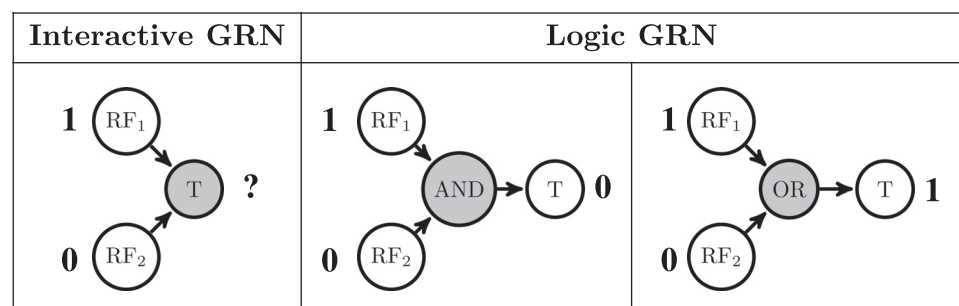 Interactive GRN Logic GRN
1 RF₁ 1 RF₁ 1 RF₁
T ? AND T 0 OR T 1
0 RF₂ 0 RF₂ 0 RF₂